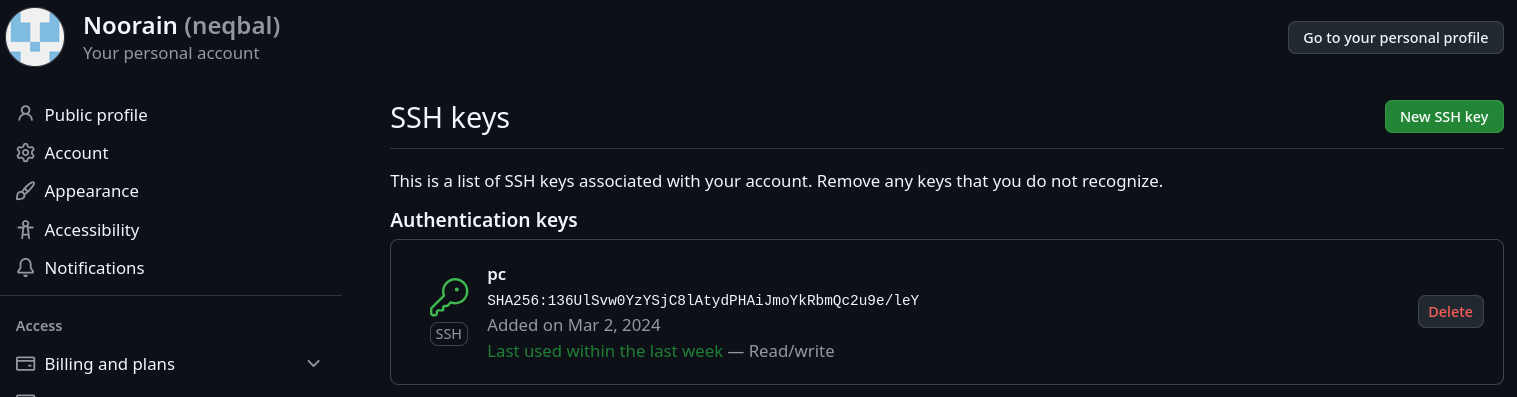 Noorain (neqbal)
Your personal account
Go to your personal profile
Public profile
Account
Appearance
Accessibility
Notifications
Access
Billing and plans
SSH keys
New SSH key
This is a list of SSH keys associated with your account. Remove any keys that you do not recognize.
Authentication keys
pc
SHA256:136UlSvw0YzYSjC8lAtydPHAiJmoYkRbmQc2u9e/leY
SSH
Added on Mar 2, 2024
Last used within the last week — Read/write
Delete